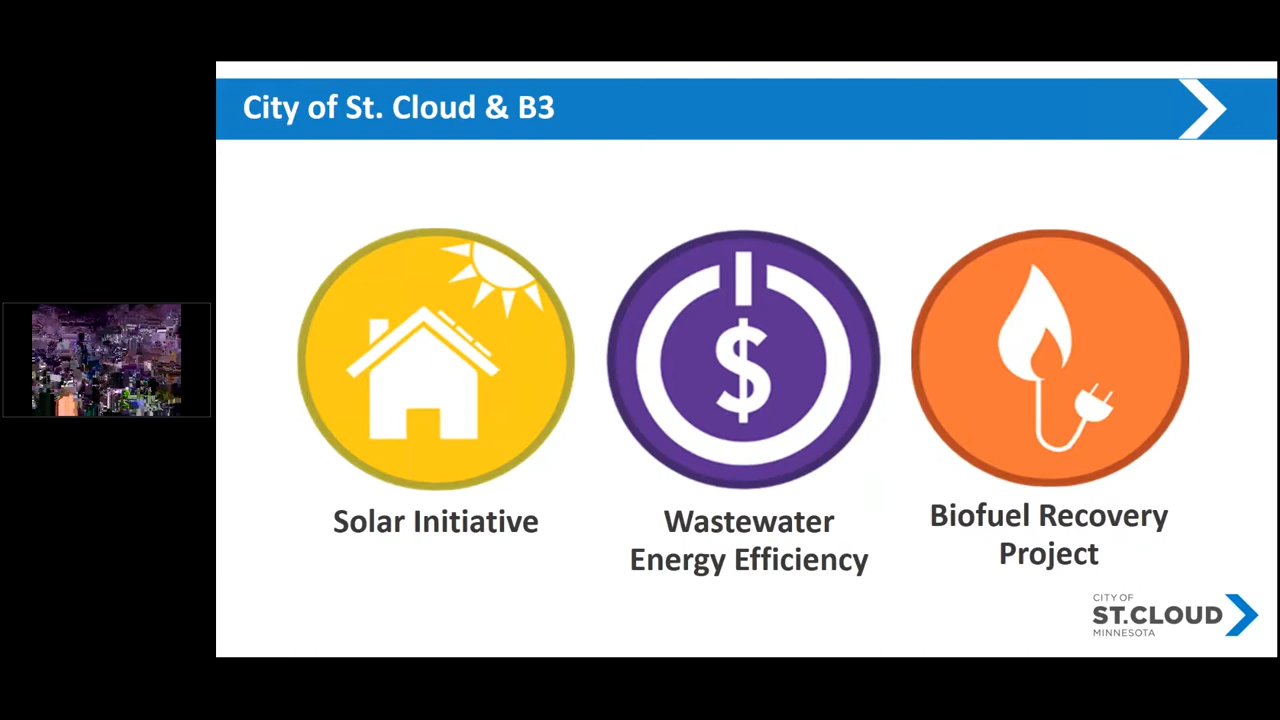 City of St. Cloud & B3
$
Solar Initiative
Wastewater
Energy Efficiency
Biofuel Recovery
Project
CITY OF
ST.CLOUD
MINNESOTA